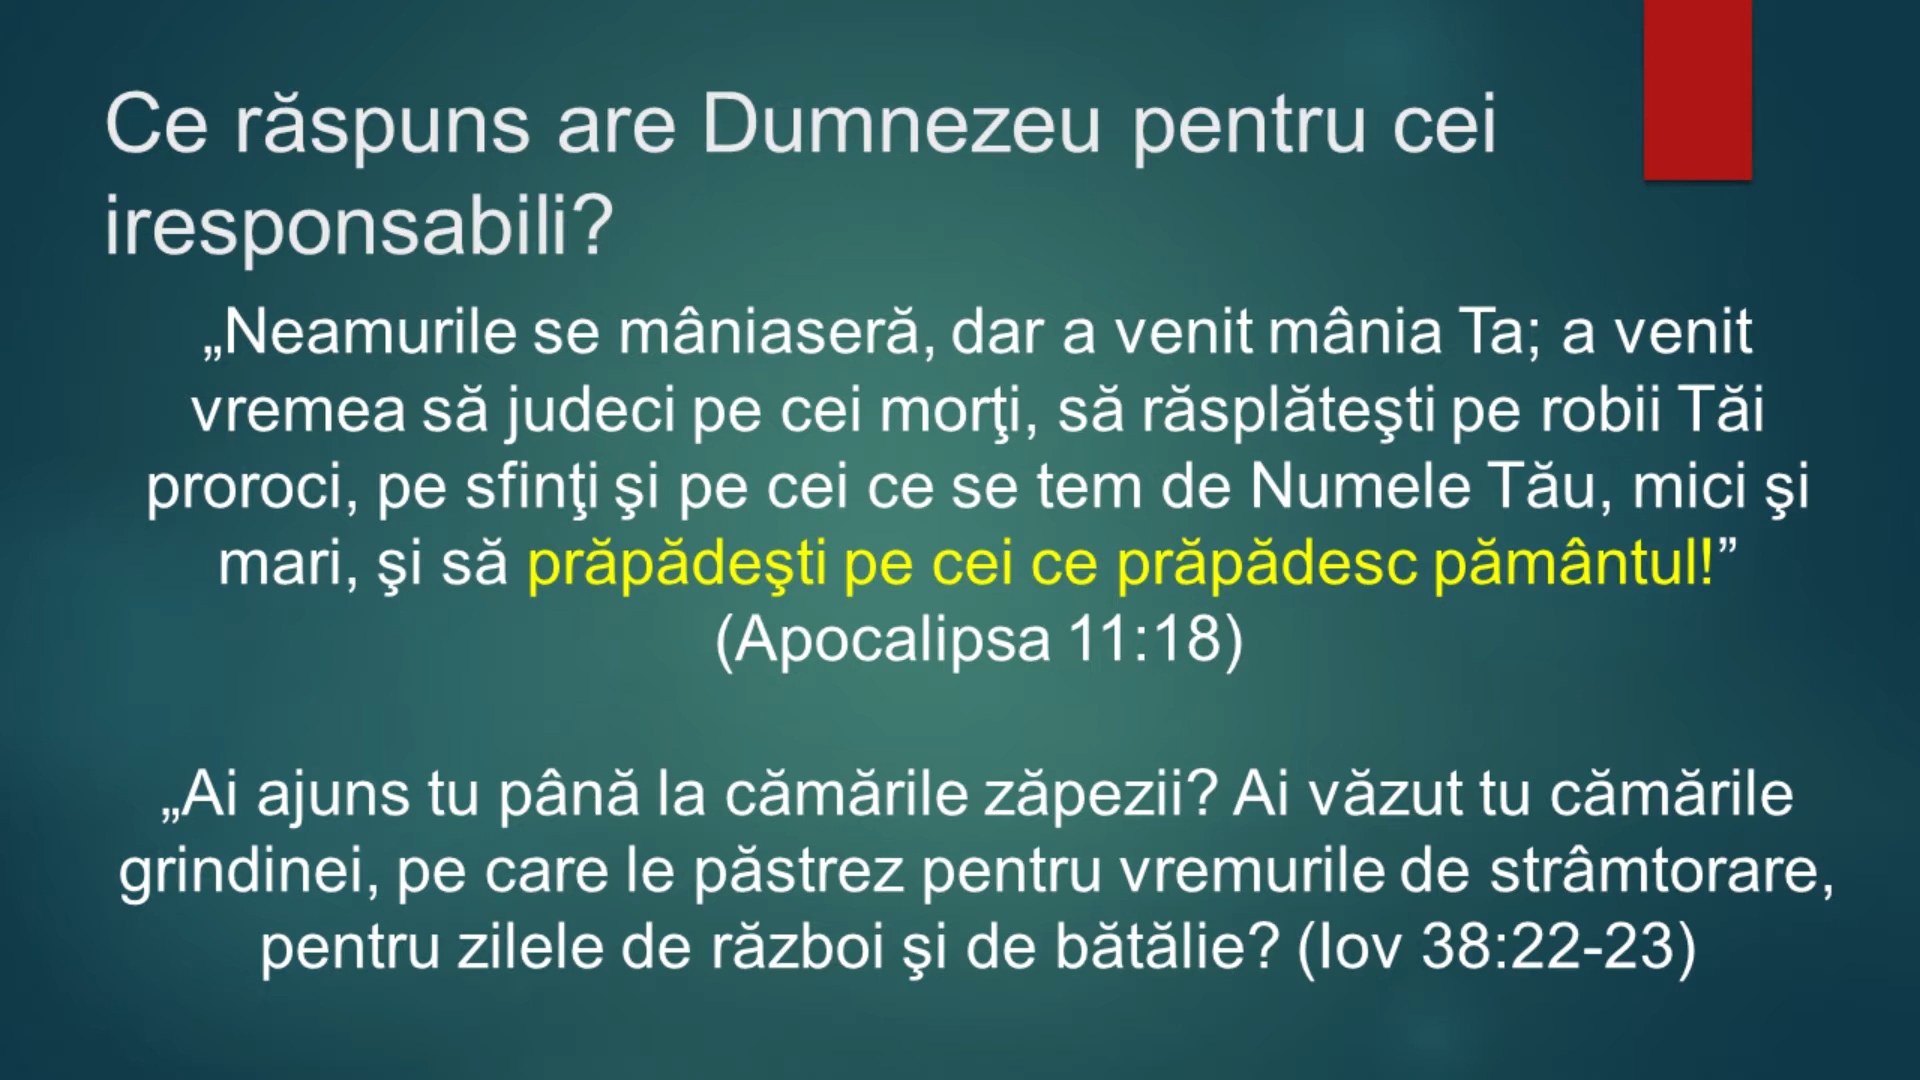 Ce răspuns are Dumnezeu pentru cei
iresponsabili?
„Neamurile se mâniaseră, dar a venit mânia Ta; a venit
vremea să judeci pe cei morţi, să răsplăteşti pe robii Tăi
proroci, pe sfinţi şi pe cei ce se tem de Numele Tău, mici şi
mari, şi să prăpădeşti pe cei ce prăpădesc pământul!”
(Apocalipsa 11:18)
„Ai ajuns tu până la cămările zăpezii? Ai văzut tu cămările
grindinei, pe care le păstrez pentru vremurile de strâmtorare,
pentru zilele de război şi de bătălie? (Iov 38:22-23)